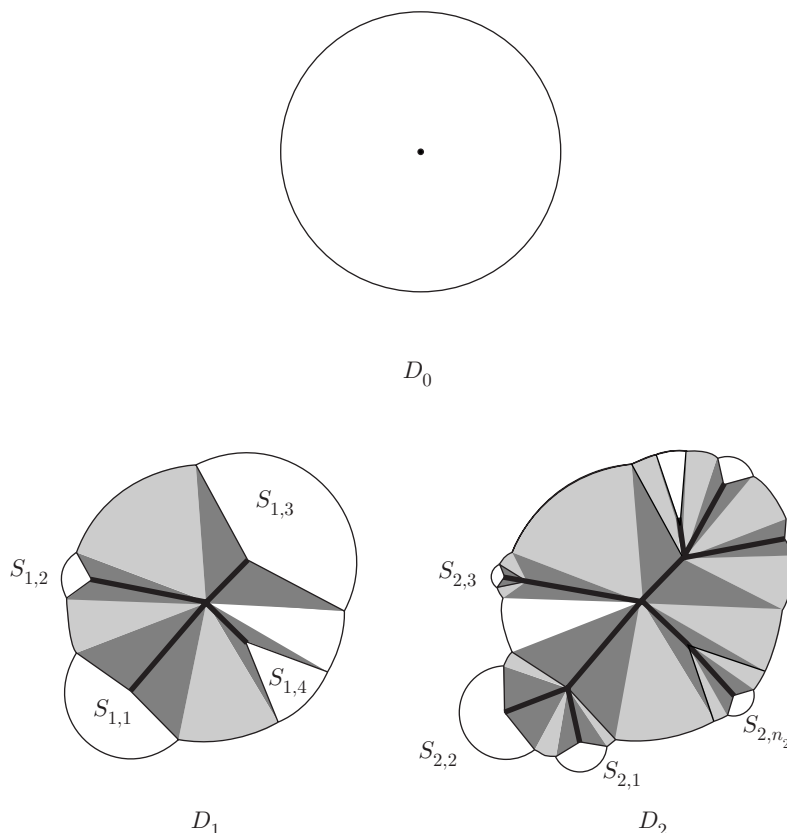 D_0
S_{1,3}
S_{1,2}
S_{2,3}
S_{1,4}
S_{1,1}
S_{2,2}
S_{2,n_2}
S_{2,1}
D_1
D_2